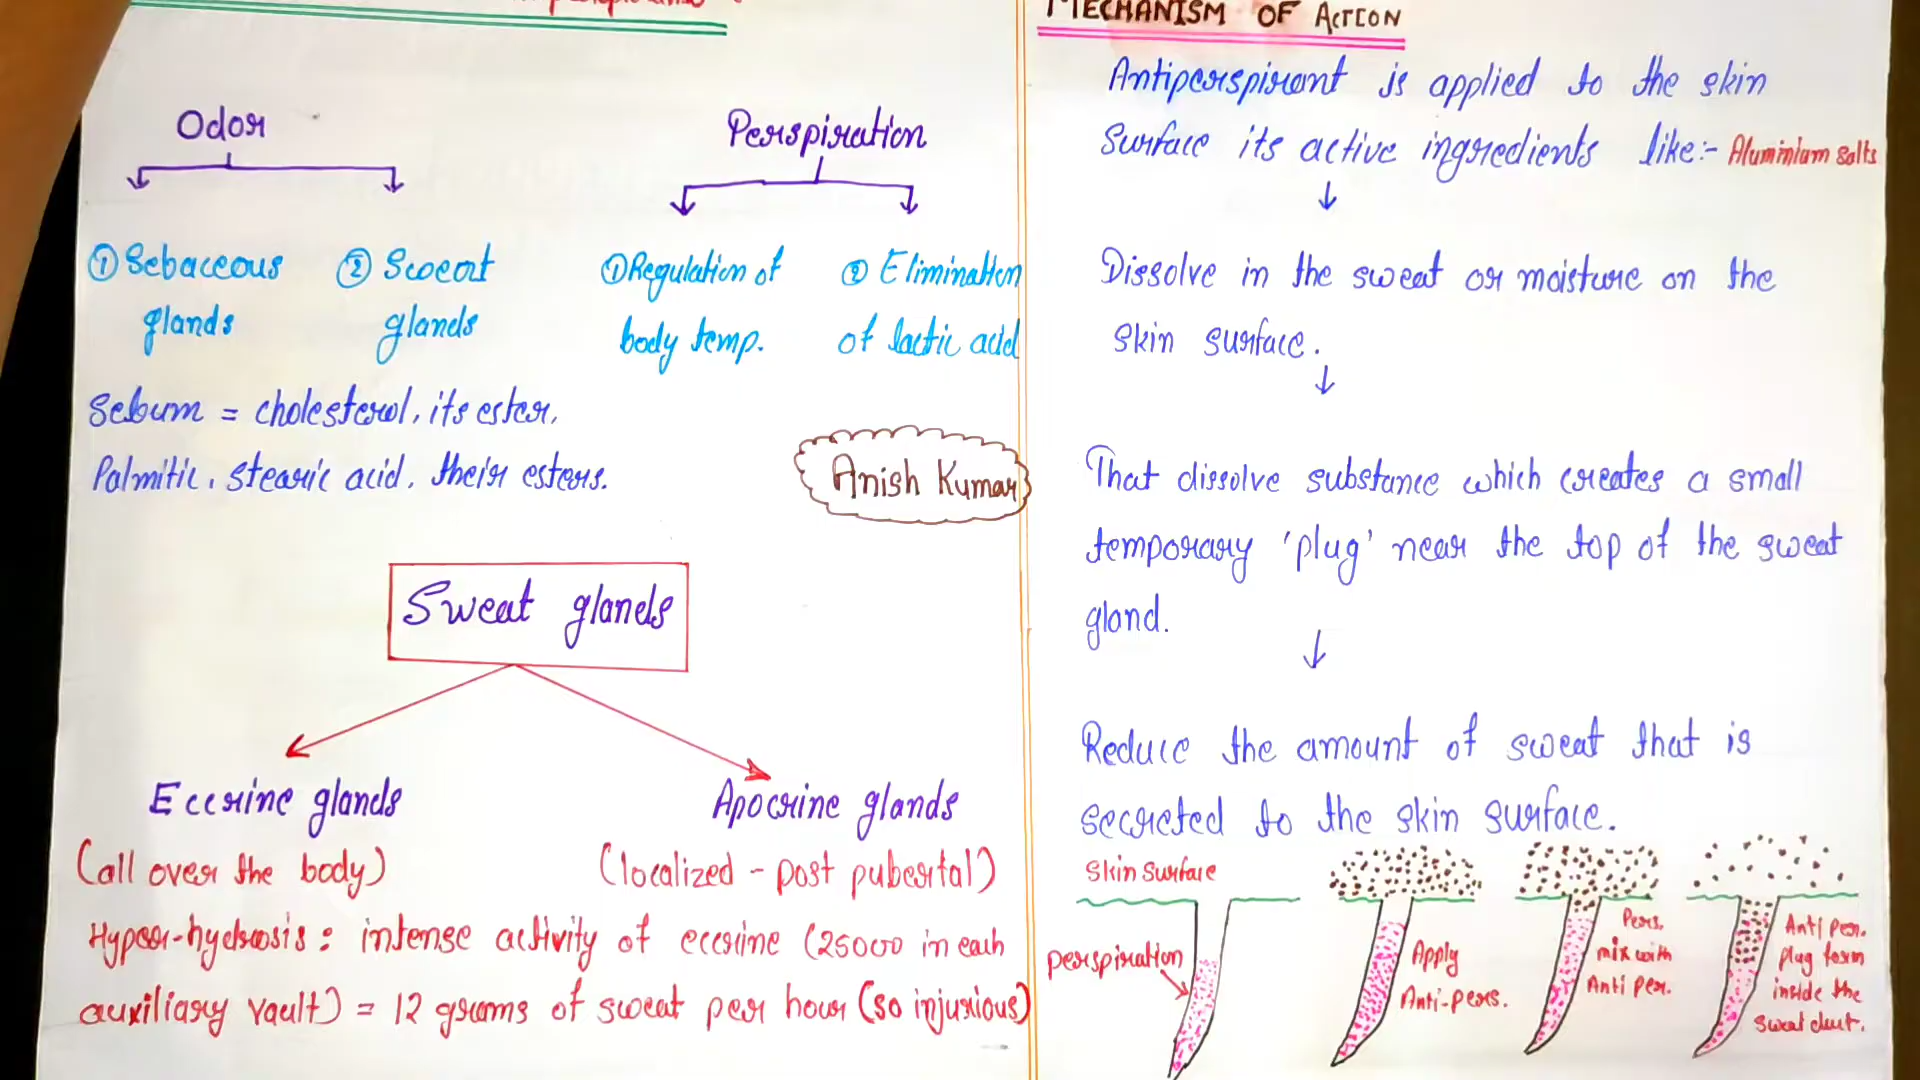 Odor
Perspiration
① Sebaceous glands
② Sweat glands
① Regulation of body temp.
② Elimination of lactic acid
Sebum = cholesterol, its ester,
Palmitic, stearic acid, their esters.
Anish Kumar
Sweat glands
Eccrine glands
(all over the body)
Apocrine glands
(localized - post pubertal)
Hyper-hydrosis: intense activity of eccrine (25000 in each
auxiliary vault) = 12 grams of sweat per hour (so injurious)
MECHANISM OF ACTION
Antiperspirant is applied to the skin
Surface its active ingredients like:- Aluminium salts
↓
Dissolve in the sweat or moisture on the
skin surface.
↓
That dissolve substance which creates a small
temporary 'plug' near the top of the sweat
gland.
↓
Reduce the amount of sweat that is
secreted to the skin surface.
Skin Surface
perspiration
Apply
Anti-pers.
Pers.
mix with
Anti per.
Anti per.
plug form
inside the
sweat duct.